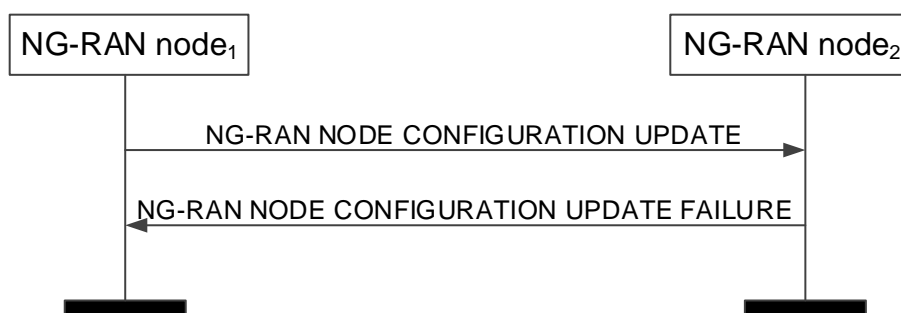 NG-RAN node₁
NG-RAN node₂
NG-RAN NODE CONFIGURATION UPDATE
NG-RAN NODE CONFIGURATION UPDATE FAILURE